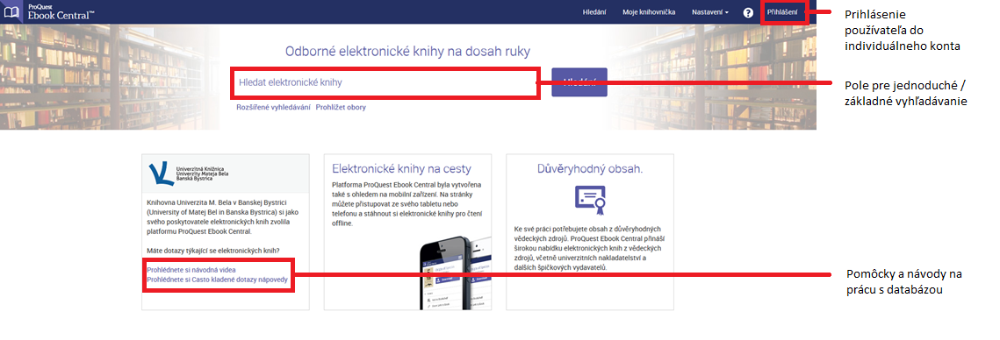 ProQuest
Ebook Central™
Hledání
Moje knihovnička
Nastavení
?
Přihlášení
Prihlásenie
používateľa do
individuálneho konta
Odborné elektronické knihy na dosah ruky
Hledat elektronické knihy
Hledání
Pole pre jednoduché /
základné vyhľadávanie
Rozšířené vyhledávání Prohlížet obory
Univerzitná Knižnica
Univerzity Mateja Bela
Banská Bystrica
Knihovna Univerzita M. Bela v Banskej Bystrici
(University of Matej Bel in Banska Bystrica) si jako
svého poskytovatele elektronických knih zvolila
platformu ProQuest Ebook Central.
Máte dotazy týkající se elektronických knih?
Prohlédnete si návodná videa
Prohlédnete si Casto kladené dotazy nápovedy
Elektronické knihy na cesty
Platforma ProQuest Ebook Central byla vytvořena
také s ohledem na mobilní zařízení. Na stránky
můžete přistupovat ze svého tabletu nebo
telefonu a stáhnout si elektronické knihy pro čtení
offline.
Důvěryhodný obsah.
Ke své práci potřebujete obsah z důvěryhodných
vědeckých zdrojů. ProQuest Ebook Central přináší
širokou nabídku elektronických knih z vědeckých
zdrojů, včetně univerzitních nakladatelství a
dalších špičkových vydavatelů.
Pomôcky a návody na
prácu s databázou